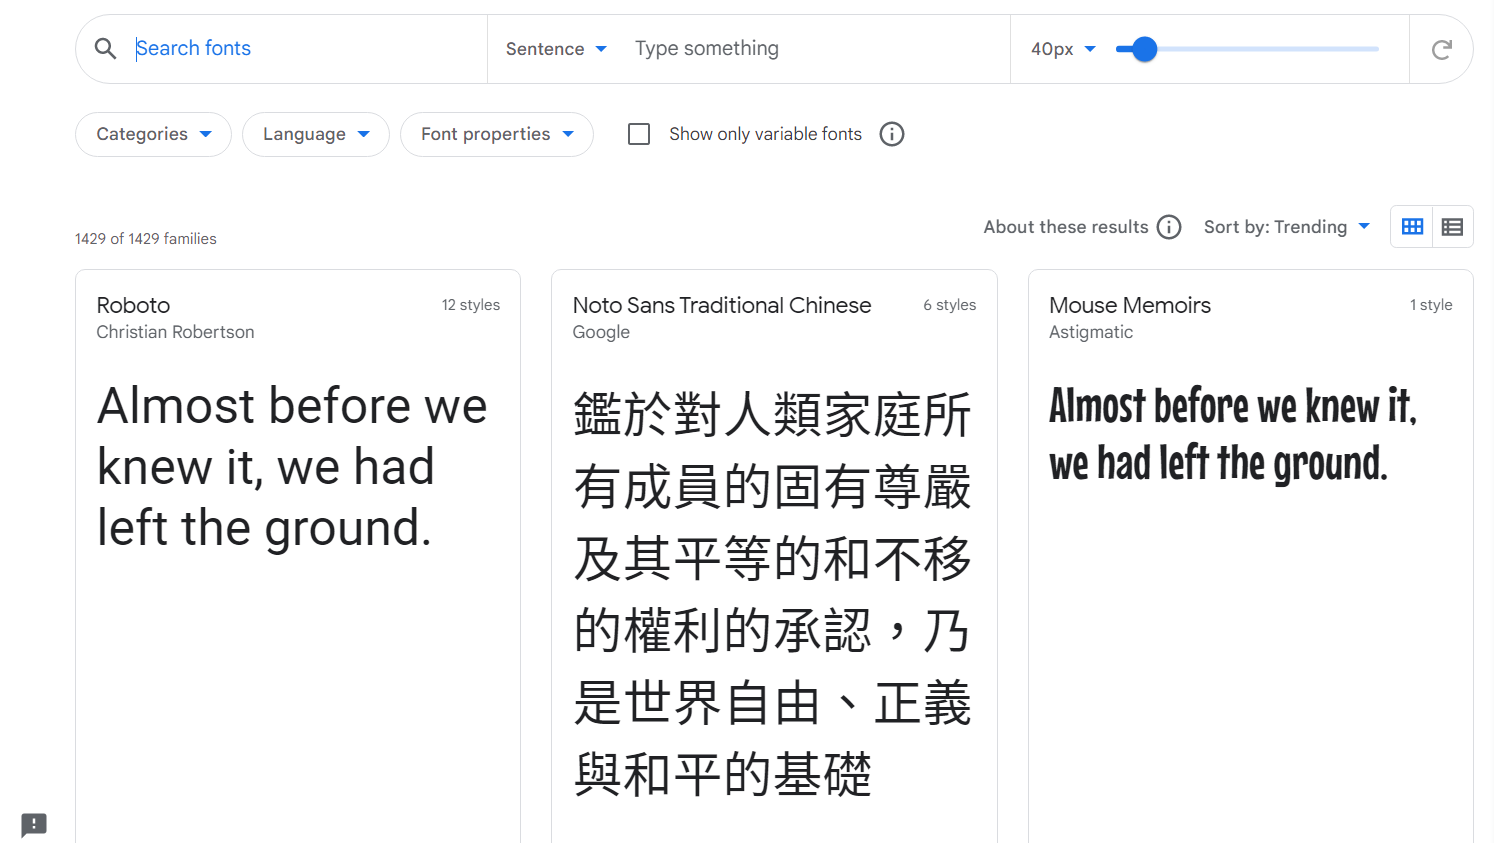 Search fonts
Sentence
Type something
40px
Categories
Language
Font properties
Show only variable fonts
1429 of 1429 families
About these results
Sort by: Trending
Roboto
12 styles
Christian Robertson
Almost before we
knew it, we had
left the ground.
Noto Sans Traditional Chinese
6 styles
Google
鑑於對人類家庭所
有成員的固有尊嚴
及其平等的和不移
的權利的承認，乃
是世界自由、正義
與和平的基礎
Mouse Memoirs
1 style
Astigmatic
Almost before we knew it,
we had left the ground.